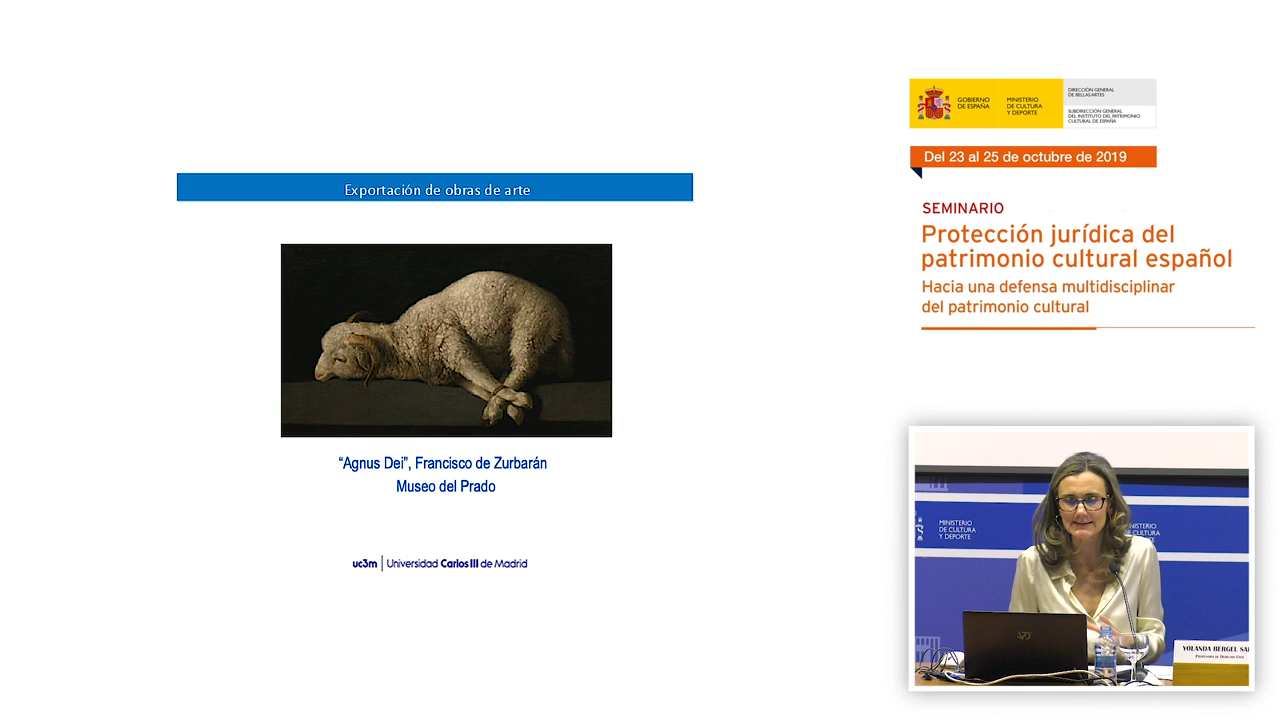 Exportación de obras de arte
“Agnus Dei”, Francisco de Zurbarán
Museo del Prado
uc3m | Universidad Carlos III de Madrid
GOBIERNO
DE ESPAÑA
MINISTERIO
DE CULTURA
Y DEPORTE
DIRECCIÓN GENERAL
DE BELLAS ARTES
SUBDIRECCIÓN GENERAL
DEL INSTITUTO DEL PATRIMONIO
CULTURAL DE ESPAÑA
Del 23 al 25 de octubre de 2019
SEMINARIO
Protección jurídica del
patrimonio cultural español
Hacia una defensa multidisciplinar
del patrimonio cultural
MINISTERIO
DE CULTURA
Y DEPORTE
MINISTERIO
DE CULTURA
Y DEPORTE
YOLANDA BERGEL SAI
PROFESORA DE DERECHO CIVIL